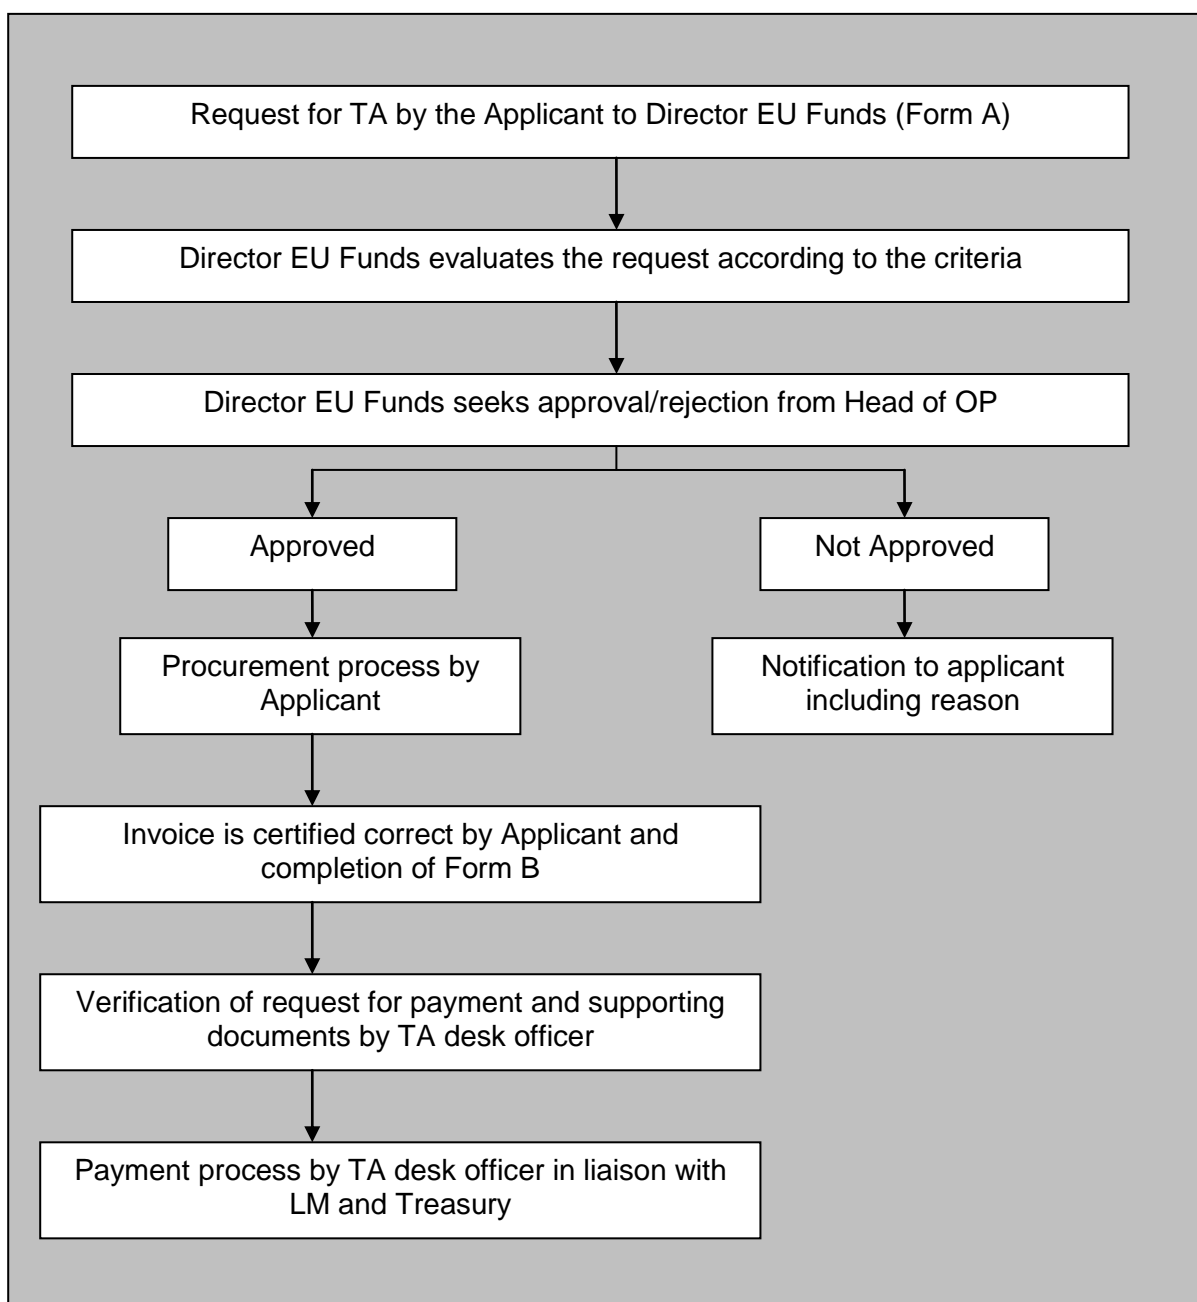 Request for TA by the Applicant to Director EU Funds (Form A)
Director EU Funds evaluates the request according to the criteria
Director EU Funds seeks approval/rejection from Head of OP
Approved
Not Approved
Procurement process by
Applicant
Notification to applicant
including reason
Invoice is certified correct by Applicant and
completion of Form B
Verification of request for payment and supporting
documents by TA desk officer
Payment process by TA desk officer in liaison with
LM and Treasury